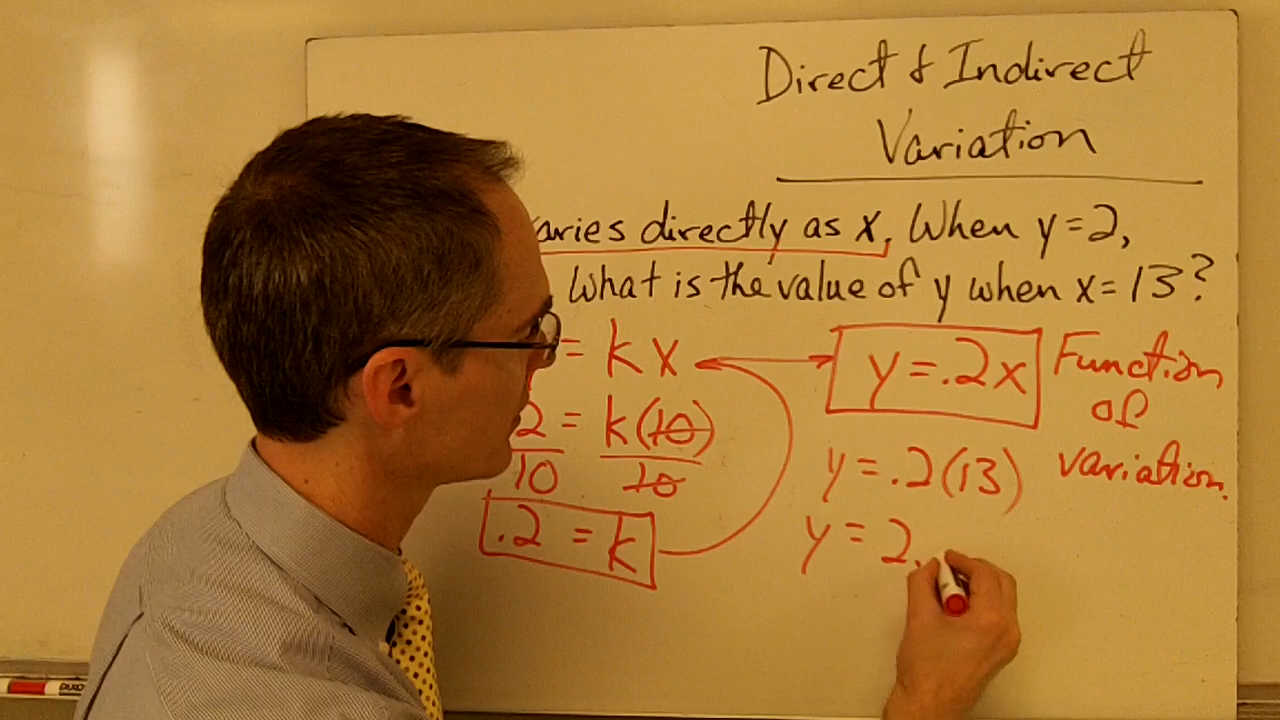 Direct & Indirect
Variation
aries directly as x. When y=2,
What is the value of y when x=13?
= kx
y=.2x
Function
of
variation.
2 = k(10)
10 10
y=.2(13)
.2 = k
y=2.